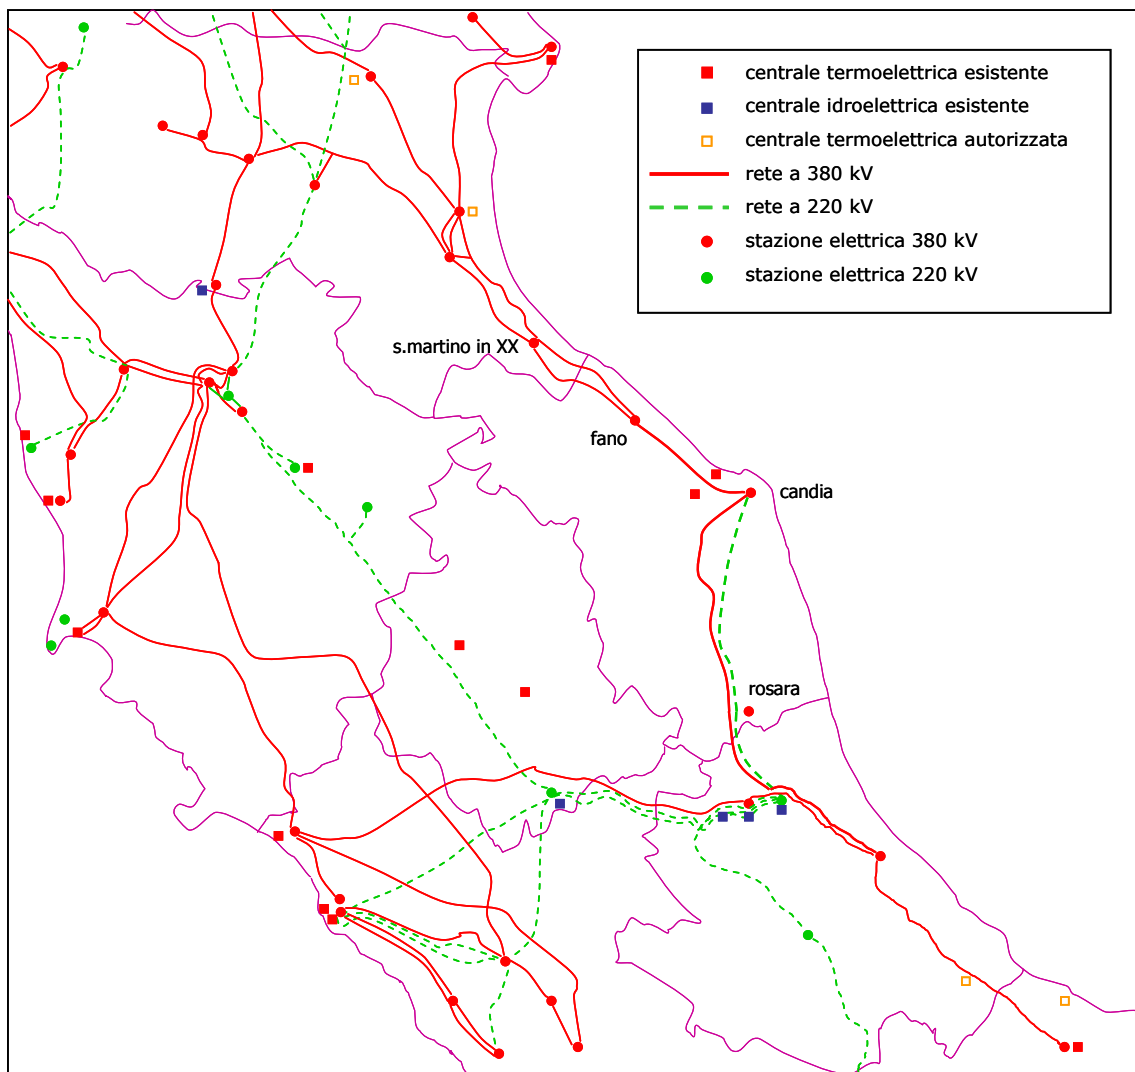 centrale termoelettrica esistente
centrale idroelettrica esistente
centrale termoelettrica autorizzata
rete a 380 kV
rete a 220 kV
stazione elettrica 380 kV
stazione elettrica 220 kV
s.martino in XX
fano
candia
rosara